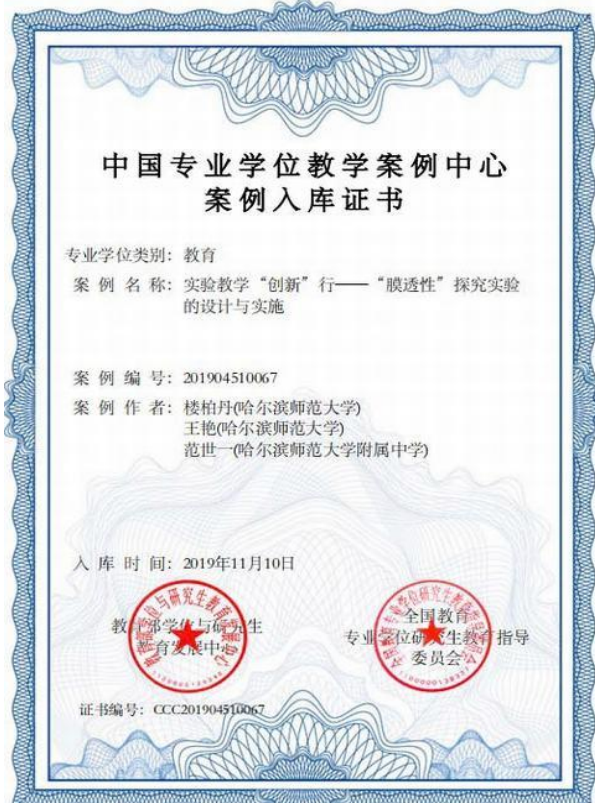 中国专业学位教学案例中心
案例入库证书
专业学位类别: 教育
案例名称: 实验教学“创新”行——“膜透性”探究实验
的设计与实施
案例编号: 201904510067
案例作者: 楼柏丹(哈尔滨师范大学)
王艳(哈尔滨师范大学)
范世一(哈尔滨师范大学附属中学)
入库时间: 2019年11月10日
教育部学位与研究生
教育发展中心
全国教育
专业学位研究生教育指导
委员会
证书编号: CCC201904510067